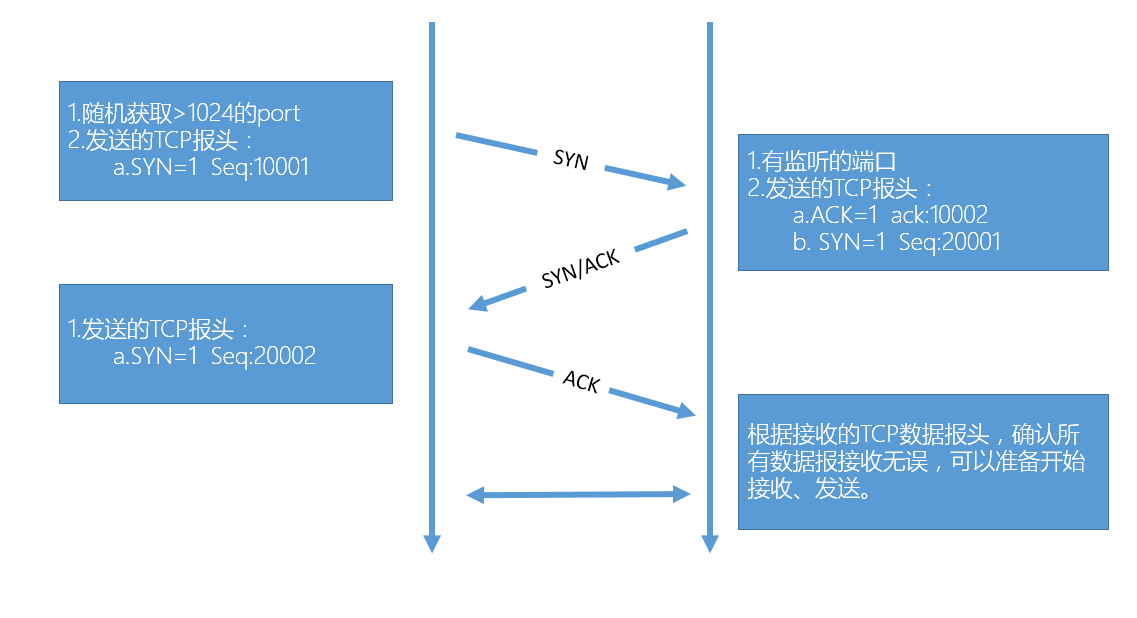 1.随机获取>1024的port
2.发送的TCP报头：
a.SYN=1 Seq:10001
SYN
1.有监听的端口
2.发送的TCP报头：
a.ACK=1 ack:10002
b. SYN=1 Seq:20001
SYN/ACK
1.发送的TCP报头：
a.SYN=1 Seq:20002
ACK
根据接收的TCP数据报头，确认所
有数据报接收无误，可以准备开始
接收、发送。